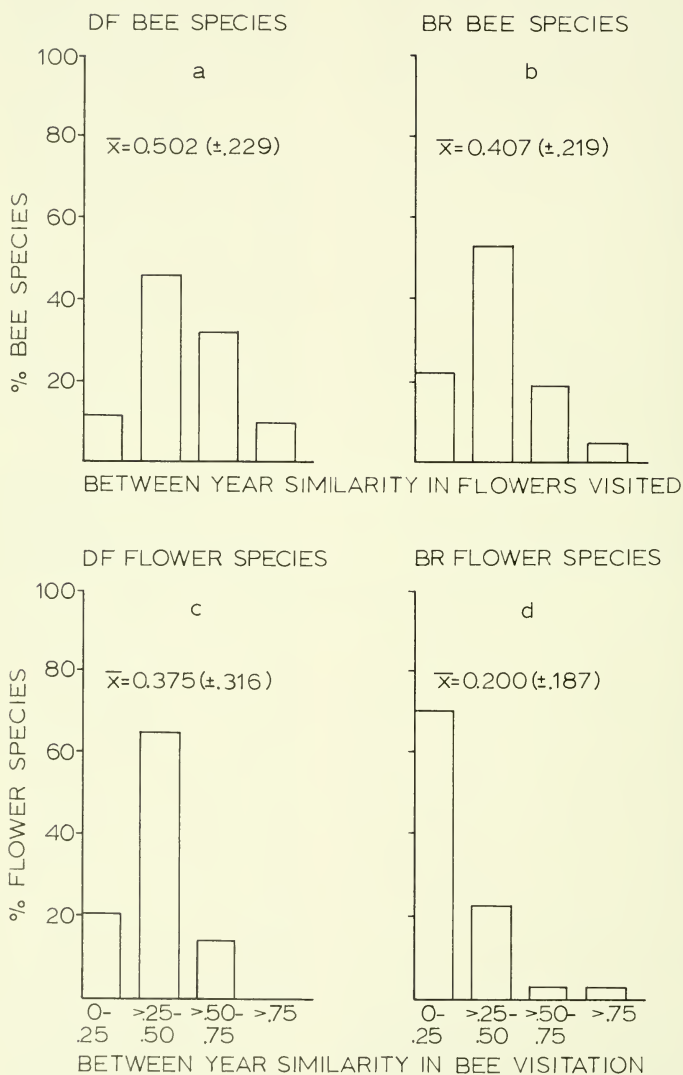 DF BEE SPECIES
BR BEE SPECIES
100
80
60
40
20
% BEE SPECIES
a
x̄=0.502 (±.229)
b
x̄=0.407 (±.219)
BETWEEN YEAR SIMILARITY IN FLOWERS VISITED
DF FLOWER SPECIES
BR FLOWER SPECIES
100
80
60
40
20
% FLOWER SPECIES
c
x̄=0.375 (±.316)
d
x̄=0.200 (±.187)
0-.25
>.25-.50
>.50-.75
>.75
0-.25
>.25-.50
>.50-.75
>.75
BETWEEN YEAR SIMILARITY IN BEE VISITATION